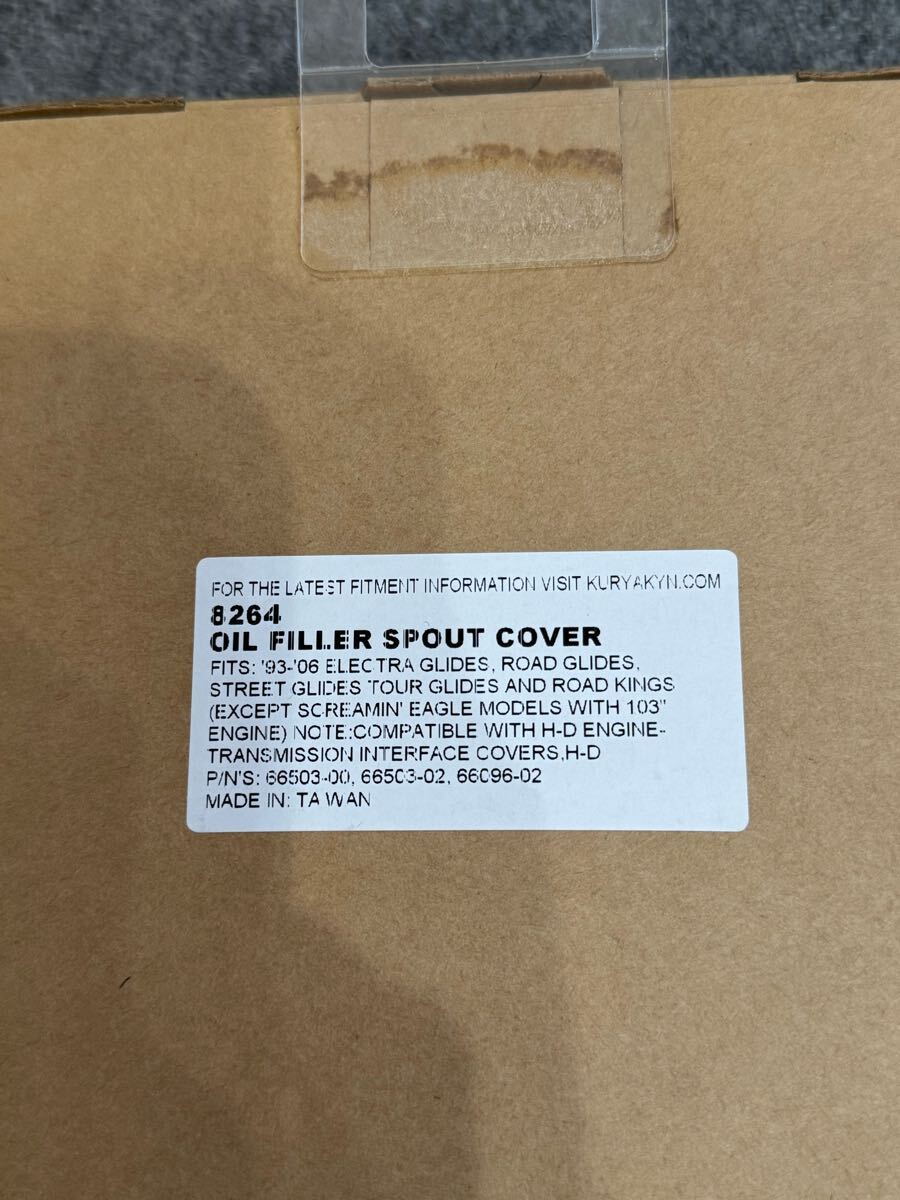 FOR THE LATEST FITMENT INFORMATION VISIT KURYAKYN.COM
8264
OIL FILLER SPOUT COVER
FITS: '93-'06 ELECTRA GLIDES, ROAD GLIDES,
STREET GLIDES TOUR GLIDES AND ROAD KINGS
(EXCEPT SCREAMIN' EAGLE MODELS WITH 103"
ENGINE) NOTE:COMPATIBLE WITH H-D ENGINE-
TRANSMISSION INTERFACE COVERS,H-D
P/N'S: 66503-00, 66503-02, 66096-02
MADE IN: TAIWAN